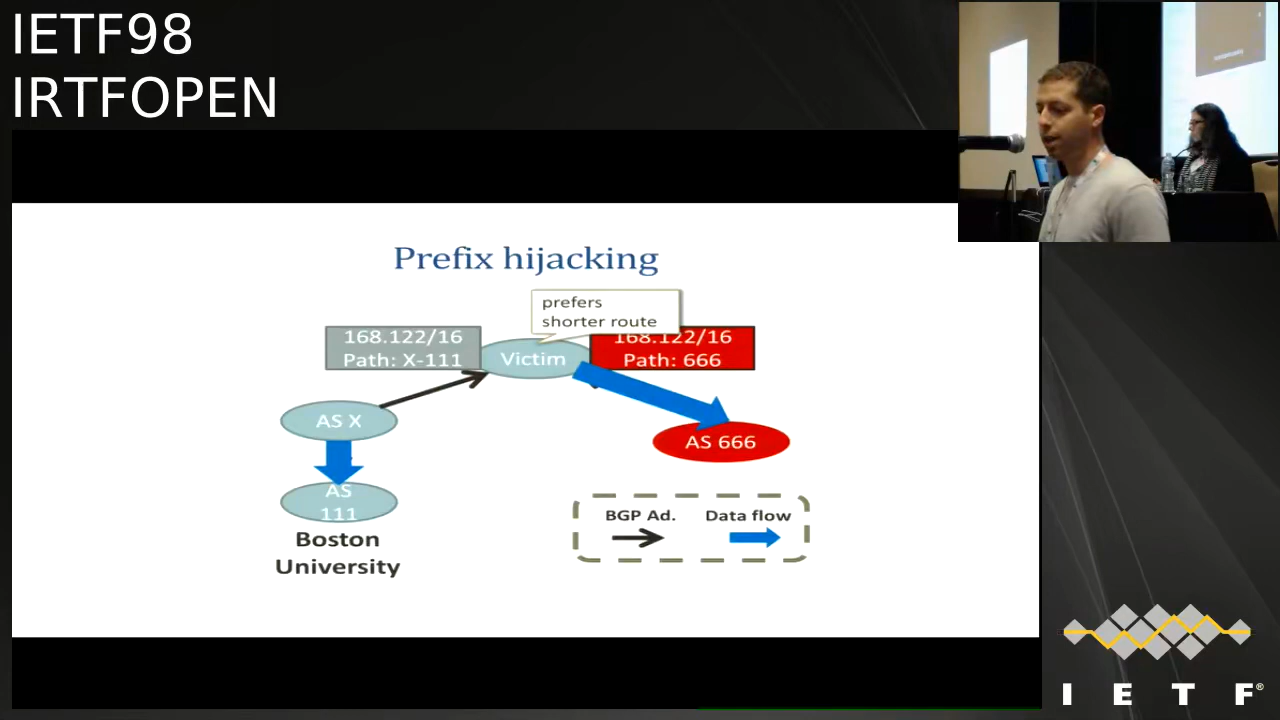 IETF98
IRTFOPEN
Prefix hijacking
prefers
shorter route
168.122/16
Path: X-111
Victim
168.122/16
Path: 666
AS X
AS 666
AS
111
Boston
University
BGP Ad.
Data flow
I E T F®